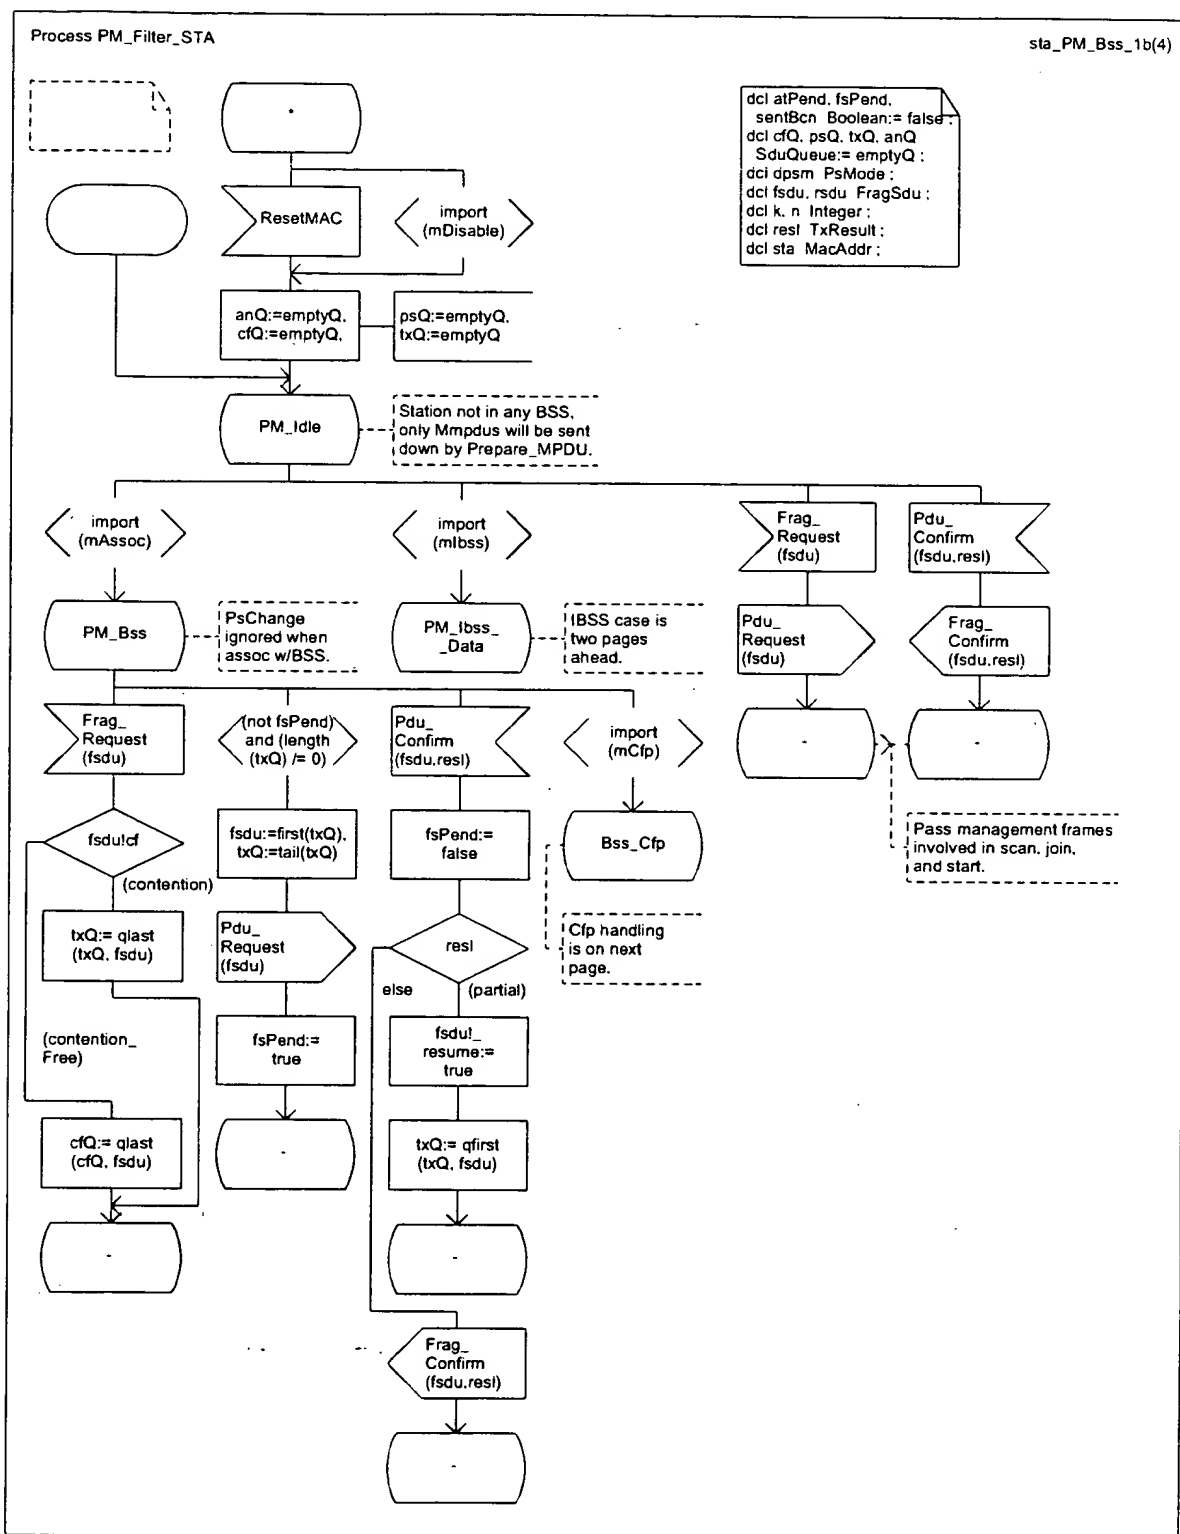 Process PM_Filter_STA
sta_PM_Bss_1b(4)
*
dcl atPend, fsPend,
sentBcn Boolean:= false ;
dcl cfQ, psQ, txQ, anQ
SduQueue:= emptyQ ;
dcl dpsm PsMode ;
dcl fsdu, rsdu FragSdu ;
dcl k, n Integer ;
dcl resl TxResult ;
dcl sta MacAddr ;
ResetMAC
import
(mDisable)
anQ:=emptyQ,
cfQ:=emptyQ,
psQ:=emptyQ,
txQ:=emptyQ
PM_Idle
Station not in any BSS,
only Mmpdus will be sent
down by Prepare_MPDU.
import
(mAssoc)
import
(mIbss)
Frag_
Request
(fsdu)
Pdu_
Confirm
(fsdu,resl)
PM_Bss
PsChange
ignored when
assoc w/BSS.
PM_Ibss_
_Data
IBSS case is
two pages
ahead.
Pdu_
Request
(fsdu)
Frag_
Confirm
(fsdu,resl)
Frag_
Request
(fsdu)
(not fsPend)
and (length
(txQ) /= 0)
Pdu_
Confirm
(fsdu,resl)
import
(mCfp)
-
-
fsdu!cf
fsdu:=first(txQ),
txQ:=tail(txQ)
fsPend:=
false
Bss_Cfp
Pass management frames
involved in scan, join,
and start.
(contention)
txQ:= qlast
(txQ, fsdu)
Pdu_
Request
(fsdu)
resl
Cfp handling
is on next
page.
else
(partial)
(contention_
Free)
fsPend:=
true
fsdu!_
resume:=
true
cfQ:= qlast
(cfQ, fsdu)
-
txQ:= qfirst
(txQ, fsdu)
-
-
Frag_
Confirm
(fsdu,resl)
-